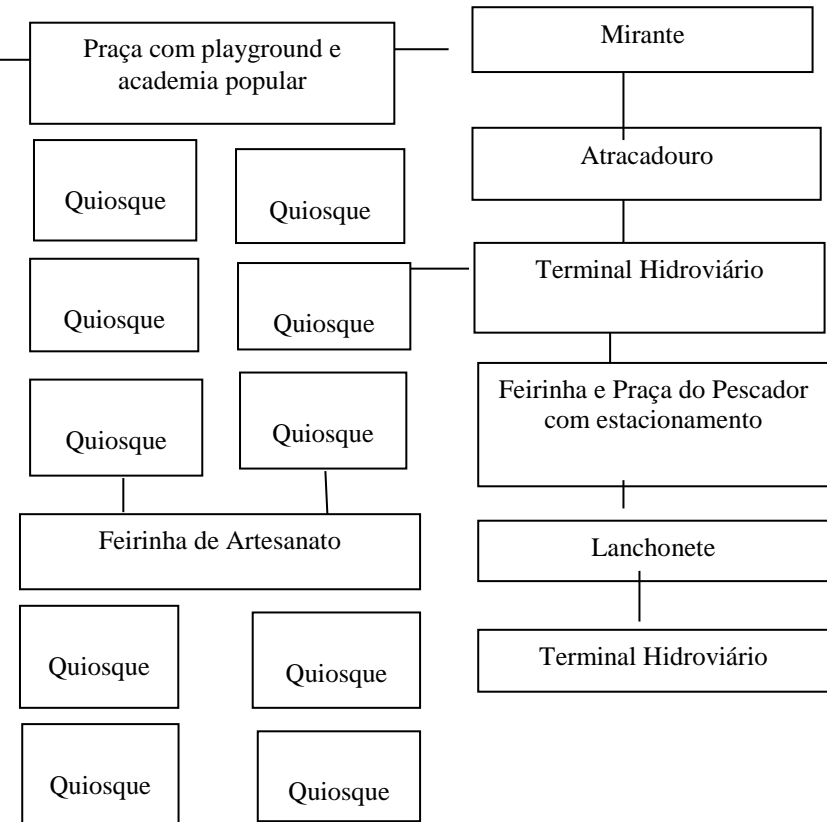 Praça com playground e
academia popular
Mirante
Atracadouro
Quiosque
Quiosque
Terminal Hidroviário
Quiosque
Quiosque
Feirinha e Praça do Pescador
com estacionamento
Quiosque
Quiosque
Feirinha de Artesanato
Lanchonete
Quiosque
Quiosque
Terminal Hidroviário
Quiosque
Quiosque